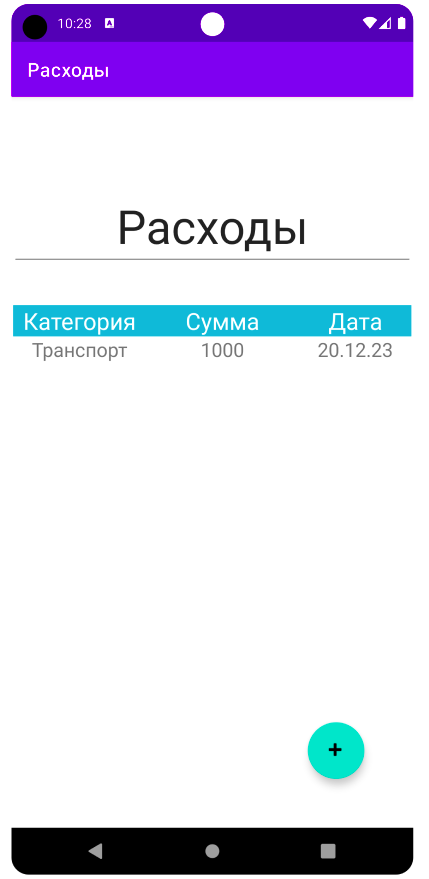 10:28
Расходы
Расходы
Категория Сумма Дата
Транспорт 1000 20.12.23
+